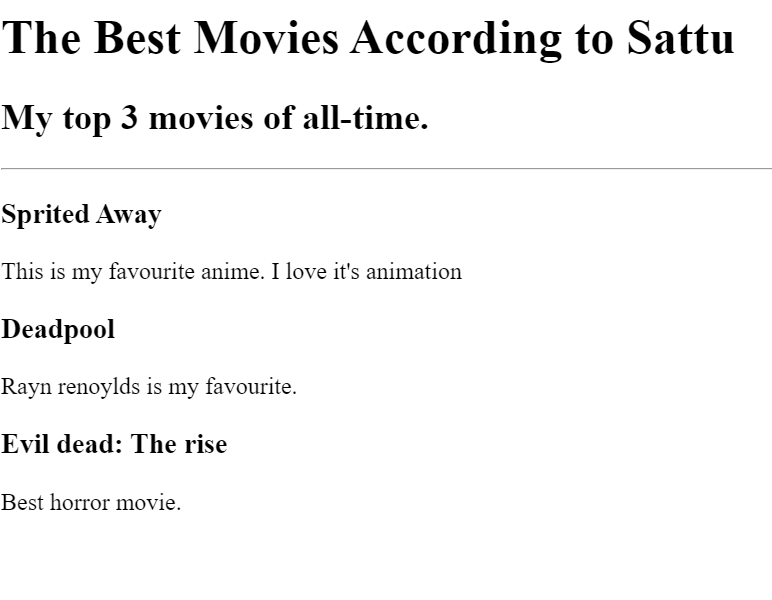 The Best Movies According to Sattu
My top 3 movies of all-time.
Sprited Away
This is my favourite anime. I love it's animation
Deadpool
Rayn renoylds is my favourite.
Evil dead: The rise
Best horror movie.